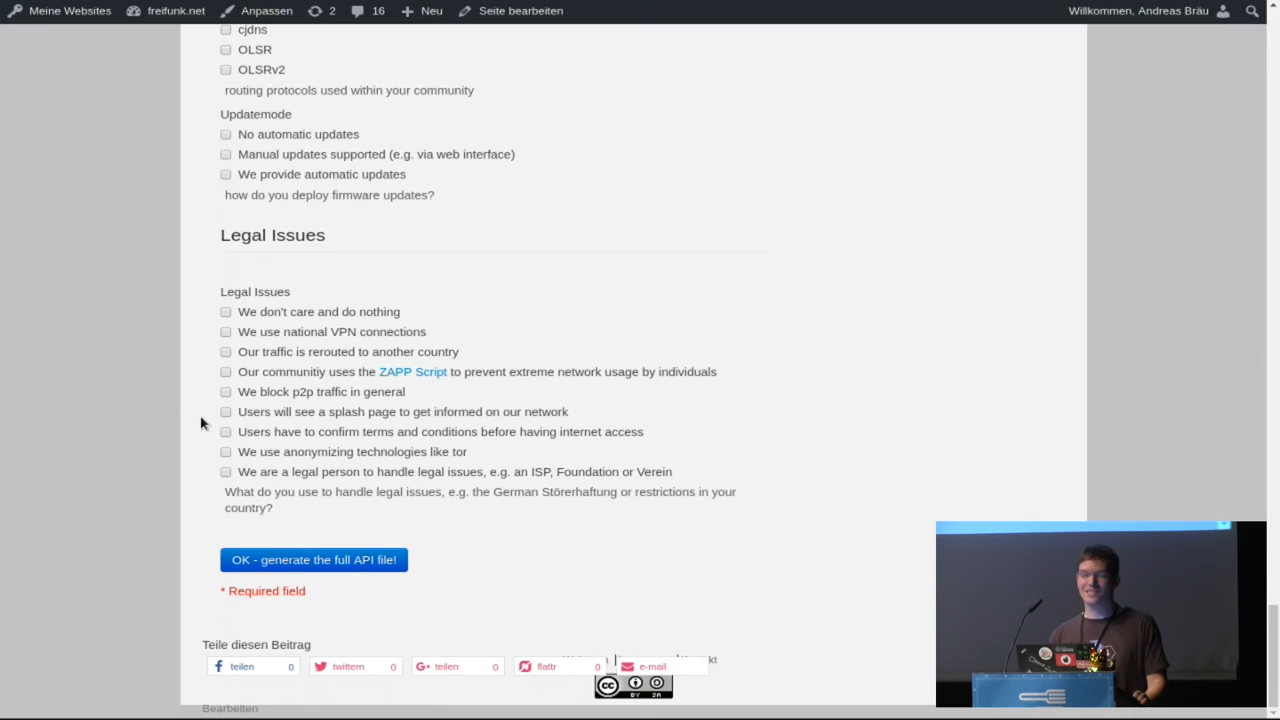 Meine Websites freifunk.net Anpassen 2 16 Neu Seite bearbeiten Willkommen, Andreas Bräu
cjdns
OLSR
OLSRv2
routing protocols used within your community
Updatemode
No automatic updates
Manual updates supported (e.g. via web interface)
We provide automatic updates
how do you deploy firmware updates?
Legal Issues
Legal Issues
We don't care and do nothing
We use national VPN connections
Our traffic is rerouted to another country
Our communitiy uses the ZAPP Script to prevent extreme network usage by individuals
We block p2p traffic in general
Users will see a splash page to get informed on our network
Users have to confirm terms and conditions before having internet access
We use anonymizing technologies like tor
We are a legal person to handle legal issues, e.g. an ISP, Foundation or Verein
What do you use to handle legal issues, e.g. the German Störerhaftung or restrictions in your
country?
OK - generate the full API file!
* Required field
Teile diesen Beitrag
teilen 0 twittern 0 teilen 0 flattr 0 e-mail
cc BY SA
Bearbeiten